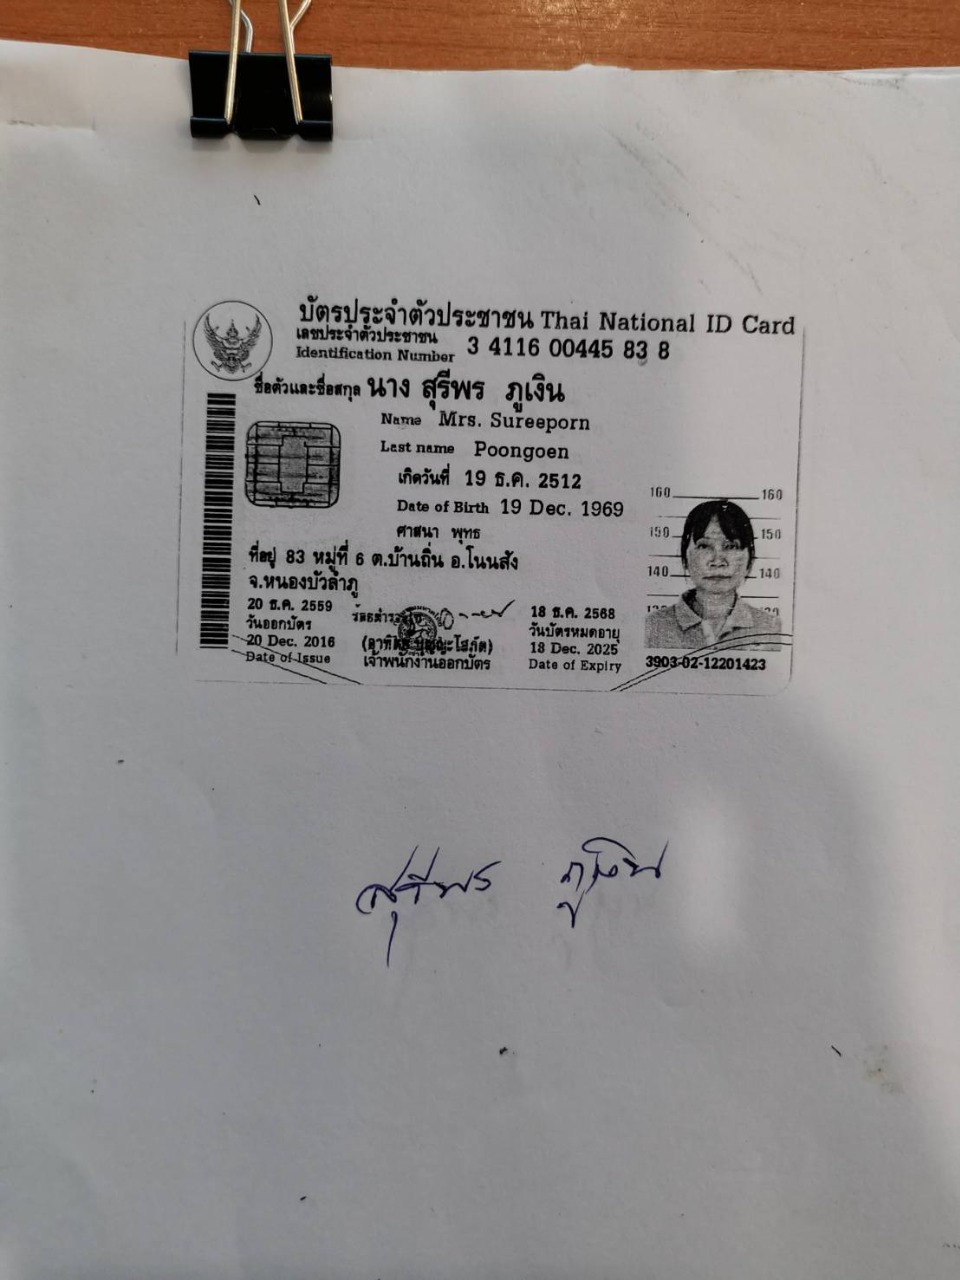 บัตรประจำตัวประชาชน Thai National ID Card
เลขประจำตัวประชาชน
Identification Number 3 4116 00445 83 8
ชื่อตัวและชื่อสกุล นาง สุรีพร ภูเงิน
Name Mrs. Sureeporn
Last name Poongoen
เกิดวันที่ 19 ธ.ค. 2512
Date of Birth 19 Dec. 1969
ศาสนา พุทธ
ที่อยู่ 83 หมู่ที่ 6 ต.บ้านถิ่น อ.โนนสัง
จ.หนองบัวลำภู
20 ธ.ค. 2559
วันออกบัตร
20 Dec. 2016
Date of Issue
เจ้าพนักงานออกบัตร
18 ธ.ค. 2568
วันบัตรหมดอายุ
18 Dec. 2025
Date of Expiry
160 160
150 150
140 140
3903-02-12201423
สุรีพร ภูเงิน